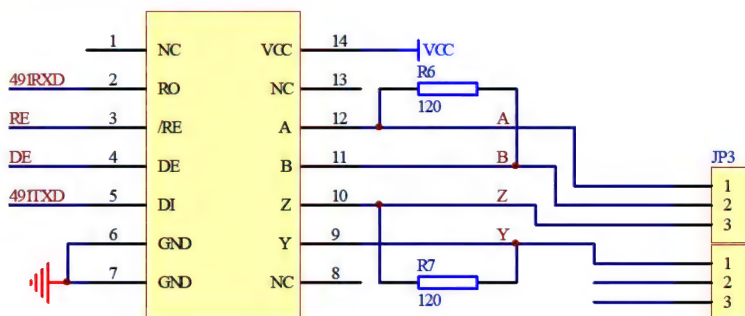 1 NC VCC 14 VCC
491RXD 2 RO NC 13 R6
120
RE 3 /RE A 12 A
DE 4 DE B 11 B
JP3
491TXD 5 DI Z 10 Z
1
2
3
6 GND Y 9 Y
7 GND NC 8 R7
120
1
2
3